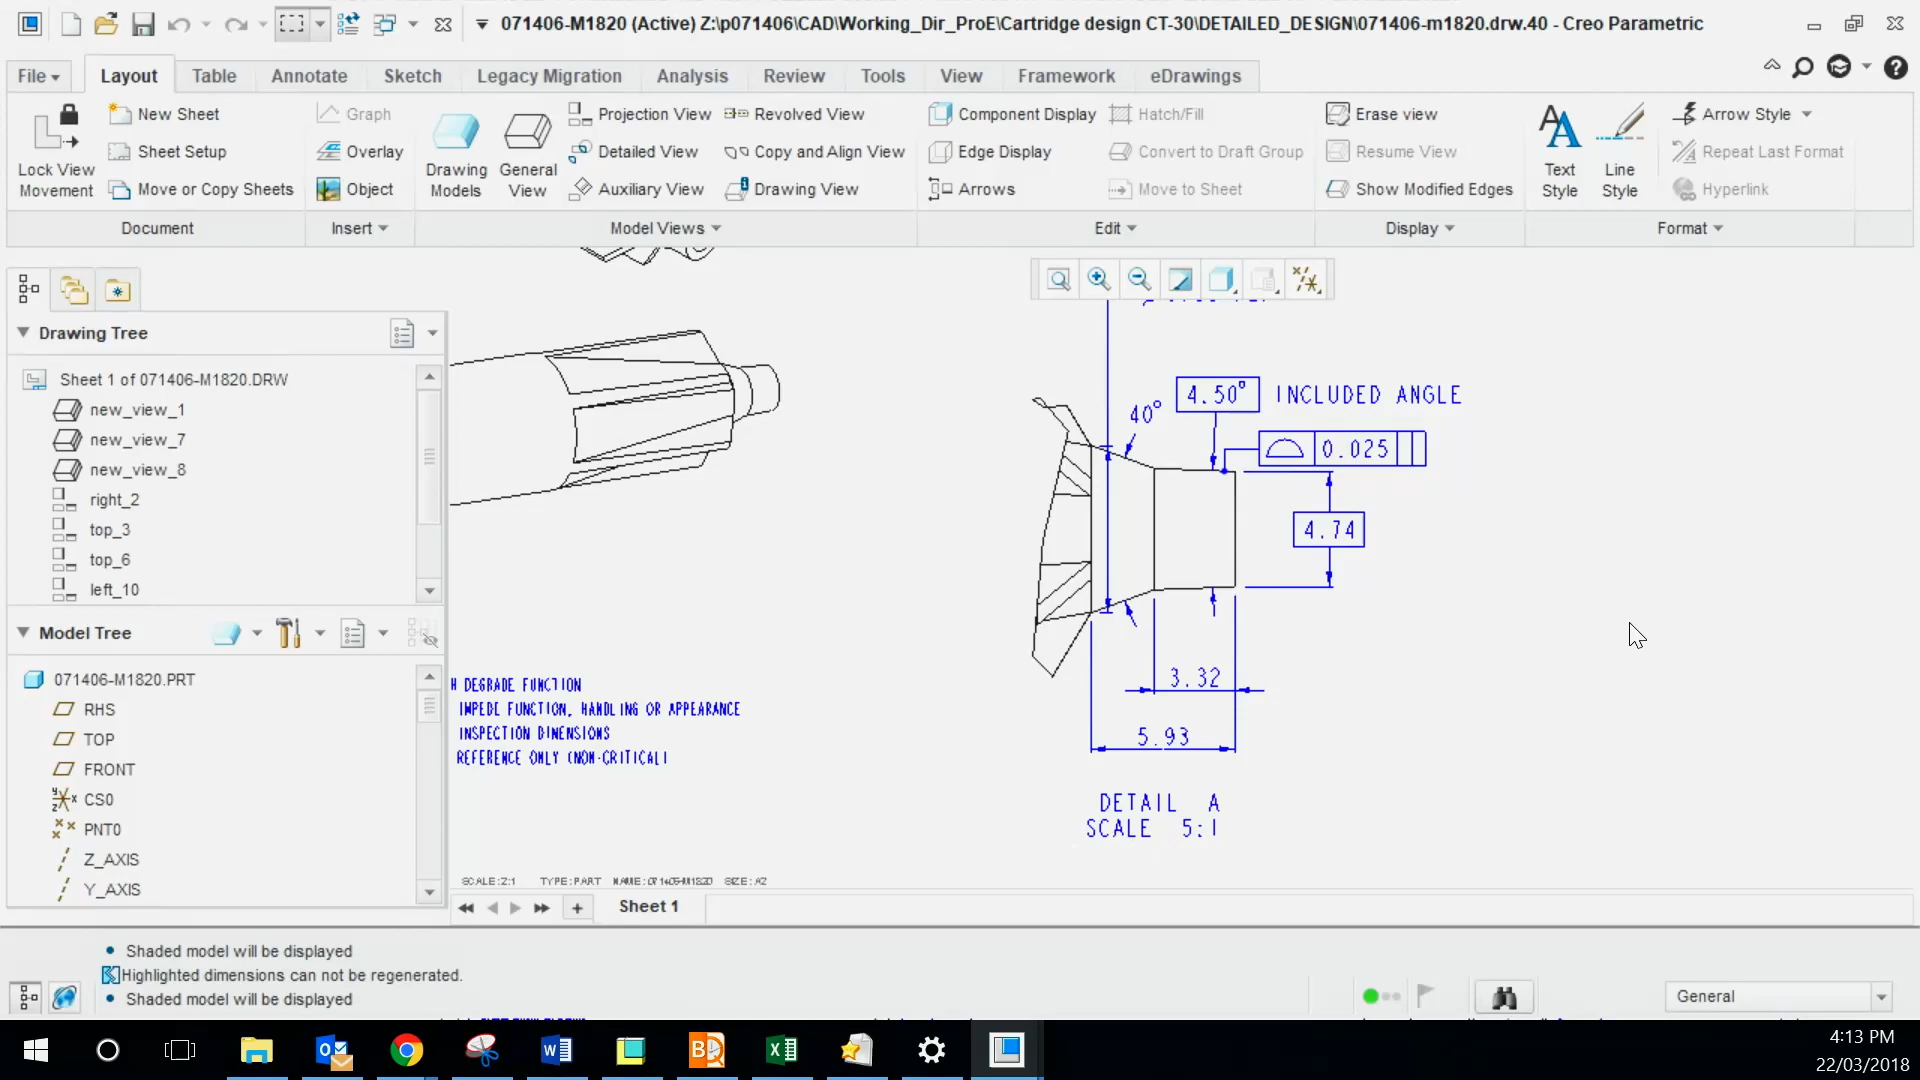 071406-M1820 (Active) Z:\p071406\CAD\Working_Dir_ProE\Cartridge design CT-30\DETAILED_DESIGN\071406-m1820.drw.40 - Creo Parametric
File Layout Table Annotate Sketch Legacy Migration Analysis Review Tools View Framework eDrawings
Lock View Movement
New Sheet
Sheet Setup
Move or Copy Sheets
Document
Graph
Overlay
Object
Insert
Drawing Models
General View
Projection View
Detailed View
Auxiliary View
Revolved View
Copy and Align View
Drawing View
Model Views
Component Display
Edge Display
Arrows
Hatch/Fill
Convert to Draft Group
Move to Sheet
Edit
Erase view
Resume View
Show Modified Edges
Display
Text Style
Line Style
Arrow Style
Repeat Last Format
Hyperlink
Format
Drawing Tree
Sheet 1 of 071406-M1820.DRW
new_view_1
new_view_7
new_view_8
right_2
top_3
top_6
left_10
Model Tree
071406-M1820.PRT
RHS
TOP
FRONT
CS0
PNT0
Z_AXIS
Y_AXIS
40°
4.50° INCLUDED ANGLE
0.025
4.74
3.32
5.93
DETAIL A
SCALE 5:1
H DEGRADE FUNCTION
IMPEDE FUNCTION, HANDLING OR APPEARANCE
INSPECTION DIMENSIONS
REFERENCE ONLY (NON-CRITICAL)
Sheet 1
Shaded model will be displayed
Highlighted dimensions can not be regenerated.
Shaded model will be displayed
General
4:13 PM
22/03/2018